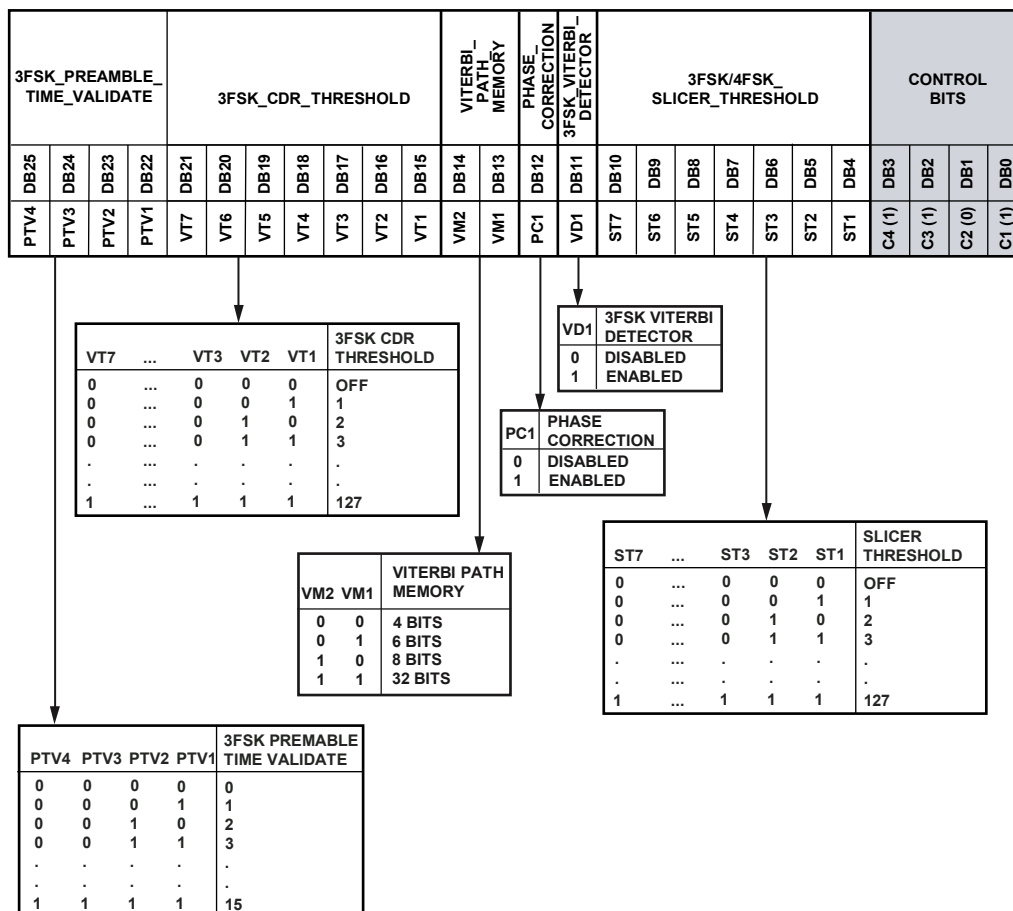 3FSK_PREAMBLE_
TIME_VALIDATE
3FSK_CDR_THRESHOLD
VITERBI_
PATH_
MEMORY
PHASE_
CORRECTION
3FSK_VITERBI_
DETECTOR
3FSK/4FSK_
SLICER_THRESHOLD
CONTROL
BITS
DB25 DB24 DB23 DB22 DB21 DB20 DB19 DB18 DB17 DB16 DB15 DB14 DB13 DB12 DB11 DB10 DB9 DB8 DB7 DB6 DB5 DB4 DB3 DB2 DB1 DB0
PTV4 PTV3 PTV2 PTV1 VT7 VT6 VT5 VT4 VT3 VT2 VT1 VM2 VM1 PC1 VD1 ST7 ST6 ST5 ST4 ST3 ST2 ST1 C4 (1) C3 (1) C2 (0) C1 (1)
VT7 ... VT3 VT2 VT1 3FSK CDR
THRESHOLD
0 ... 0 0 0 OFF
0 ... 0 0 1 1
0 ... 0 1 0 2
0 ... 0 1 1 3
. ... . . . .
. ... . . . .
1 ... 1 1 1 127
VD1 3FSK VITERBI
DETECTOR
0 DISABLED
1 ENABLED
PC1 PHASE
CORRECTION
0 DISABLED
1 ENABLED
VM2 VM1 VITERBI PATH
MEMORY
0 0 4 BITS
0 1 6 BITS
1 0 8 BITS
1 1 32 BITS
ST7 ... ST3 ST2 ST1 SLICER
THRESHOLD
0 ... 0 0 0 OFF
0 ... 0 0 1 1
0 ... 0 1 0 2
0 ... 0 1 1 3
. ... . . . .
. ... . . . .
1 ... 1 1 1 127
PTV4 PTV3 PTV2 PTV1 3FSK PREMABLE
TIME VALIDATE
0 0 0 0 0
0 0 0 1 1
0 0 1 0 2
0 0 1 1 3
. . . . .
. . . . .
1 1 1 1 15